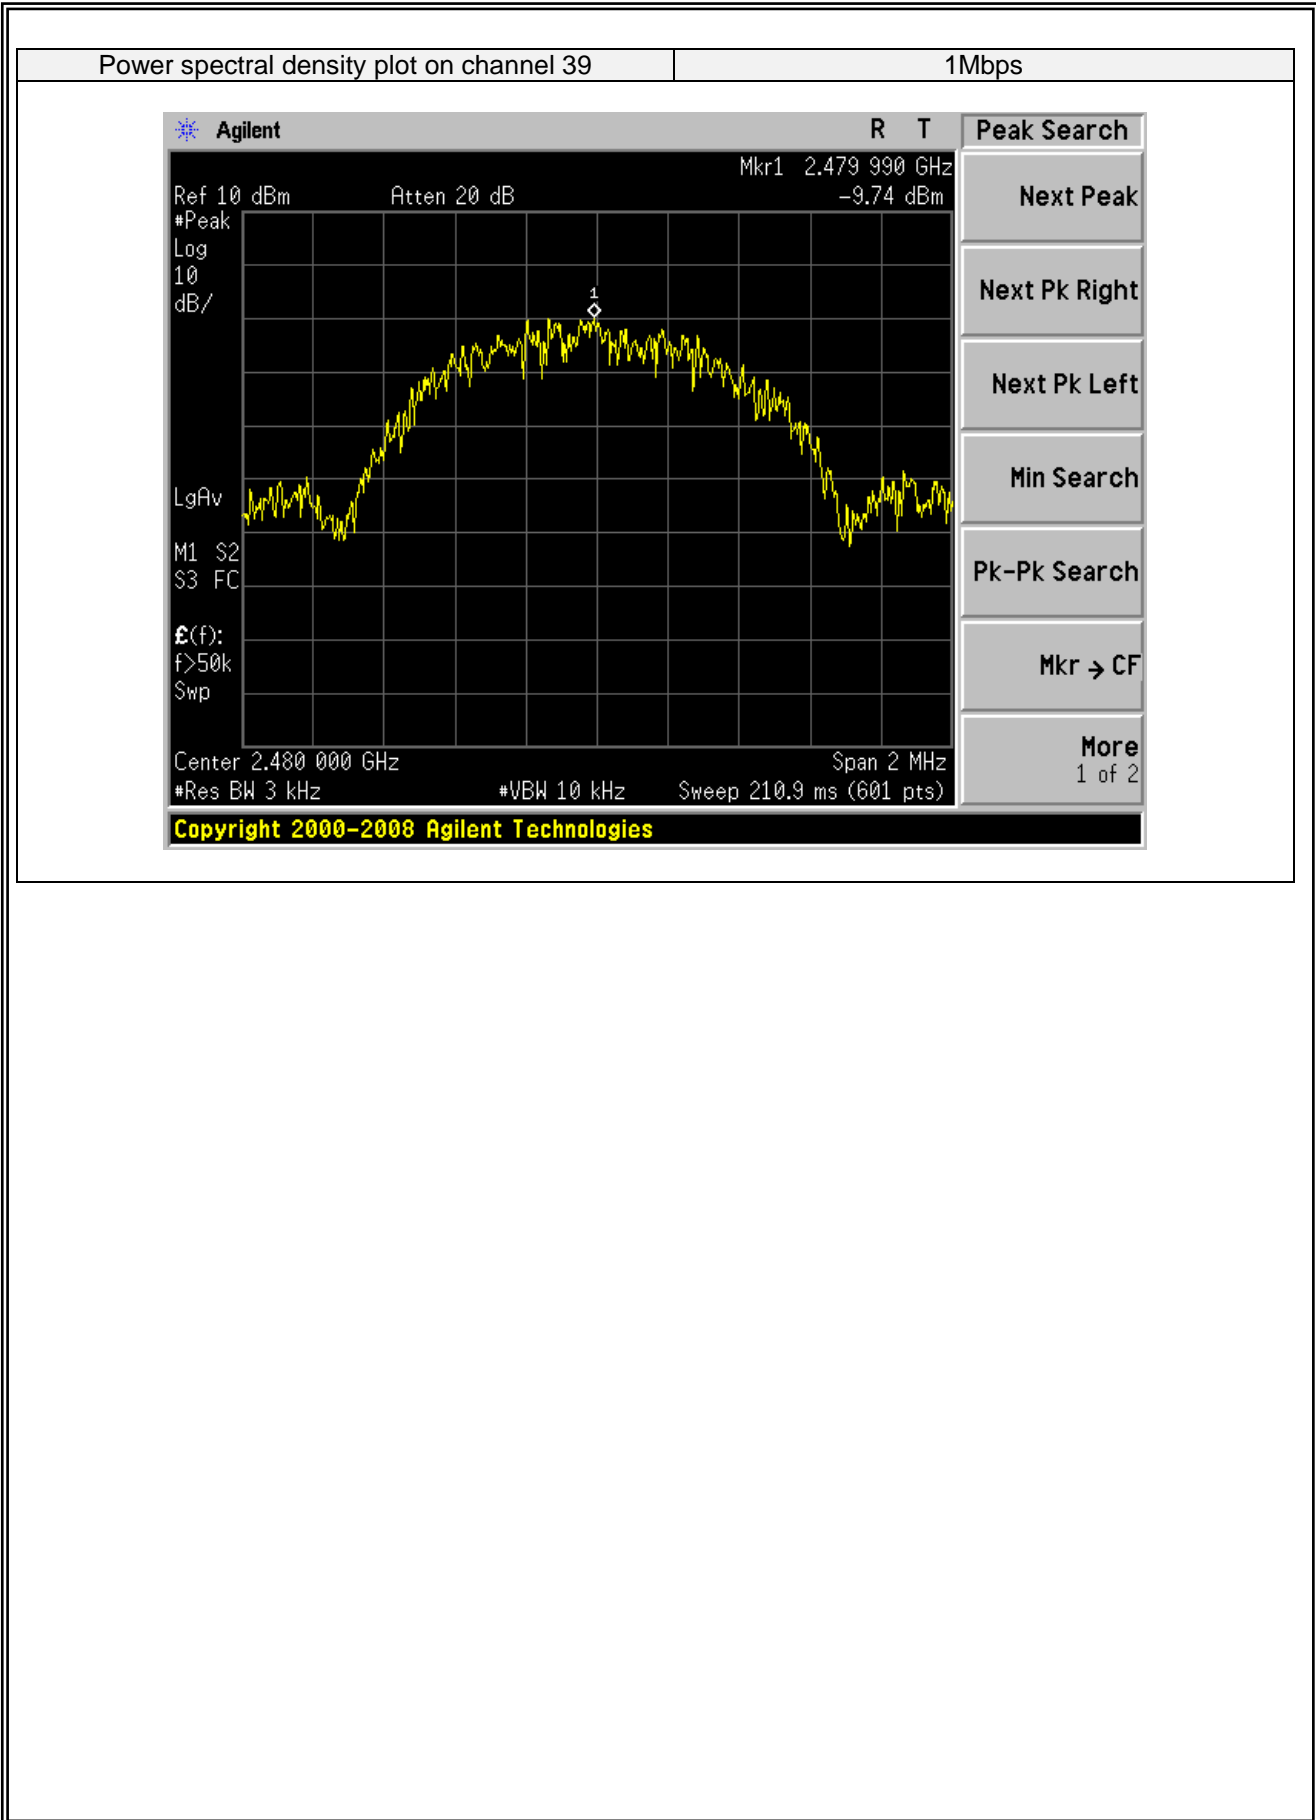 Power spectral density plot on channel 39 1Mbps
Agilent R T Peak Search
Mkr1 2.479 990 GHz
Ref 10 dBm Atten 20 dB -9.74 dBm
#Peak
Log
10
dB/
1
LgAv
M1 S2
S3 FC
£(f):
f>50k
Swp
Center 2.480 000 GHz Span 2 MHz
#Res BW 3 kHz #VBW 10 kHz Sweep 210.9 ms (601 pts)
Copyright 2000-2008 Agilent Technologies
Next Peak
Next Pk Right
Next Pk Left
Min Search
Pk-Pk Search
Mkr → CF
More
1 of 2